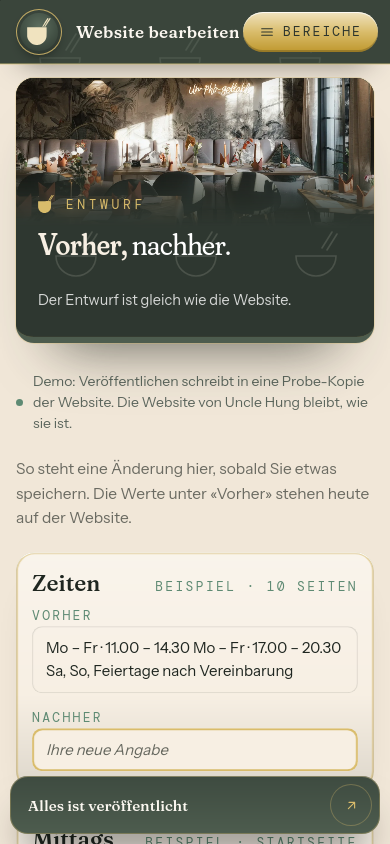 Website bearbeiten
BEREICHE
ENTWURF
Vorher, nachher.
Der Entwurf ist gleich wie die Website.
Demo: Veröffentlichen schreibt in eine Probe-Kopie
der Website. Die Website von Uncle Hung bleibt, wie
sie ist.
So steht eine Änderung hier, sobald Sie etwas
speichern. Die Werte unter «Vorher» stehen heute
auf der Website.
Zeiten
BEISPIEL · 10 SEITEN
VORHER
Mo – Fr · 11.00 – 14.30 Mo – Fr · 17.00 – 20.30
Sa, So, Feiertage nach Vereinbarung
NACHHER
Ihre neue Angabe
Alles ist veröffentlicht
Mittags
BEISPIEL · STARTSEITE